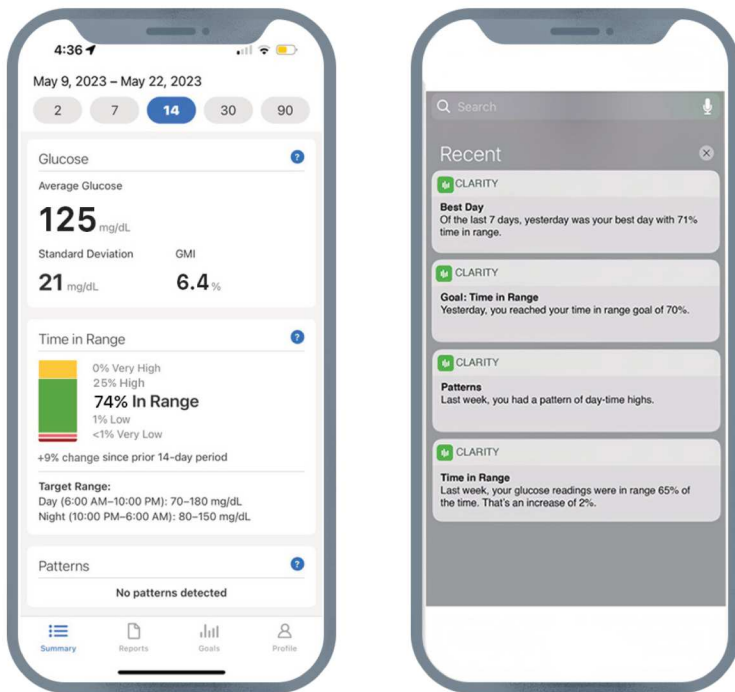 4:36
May 9, 2023 – May 22, 2023
2 7 14 30 90
Glucose ?
Average Glucose
125 mg/dL
Standard Deviation GMI
21 mg/dL 6.4 %
Time in Range ?
0% Very High
25% High
74% In Range
1% Low
<1% Very Low
+9% change since prior 14-day period
Target Range:
Day (6:00 AM–10:00 PM): 70–180 mg/dL
Night (10:00 PM–6:00 AM): 80–150 mg/dL
Patterns ?
No patterns detected
Summary Reports Goals Profile
Search
Recent
CLARITY
Best Day
Of the last 7 days, yesterday was your best day with 71%
time in range.
CLARITY
Goal: Time in Range
Yesterday, you reached your time in range goal of 70%.
CLARITY
Patterns
Last week, you had a pattern of day-time highs.
CLARITY
Time in Range
Last week, your glucose readings were in range 65% of
the time. That's an increase of 2%.